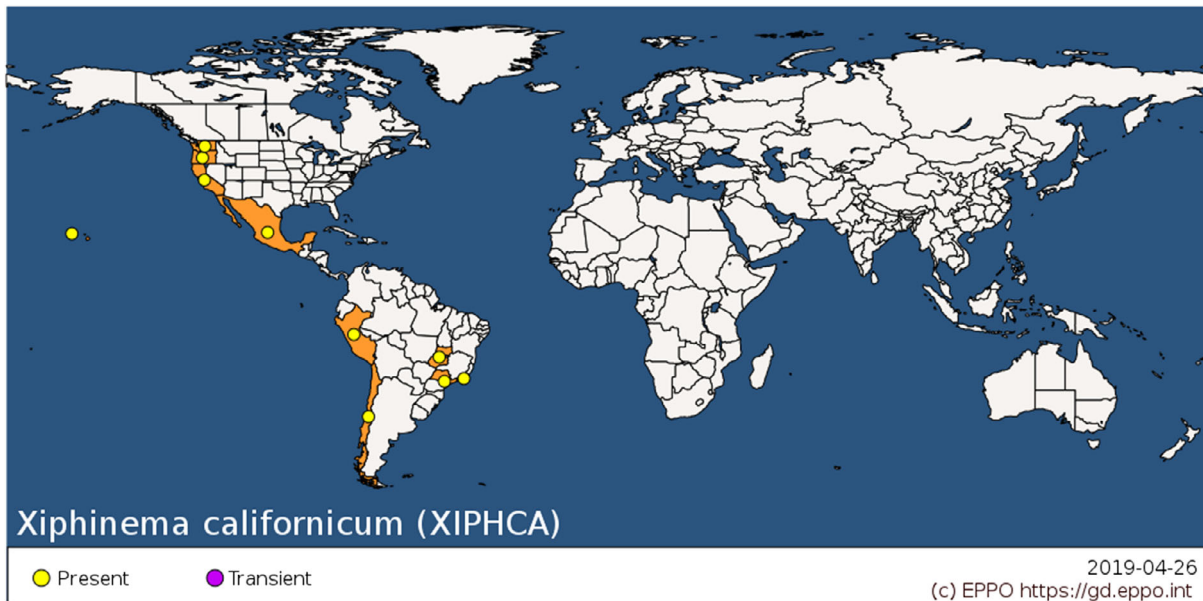 Xiphinema californicum (XIPHCA)
Present
Transient
2019-04-26
(c) EPPO https://gd.eppo.int